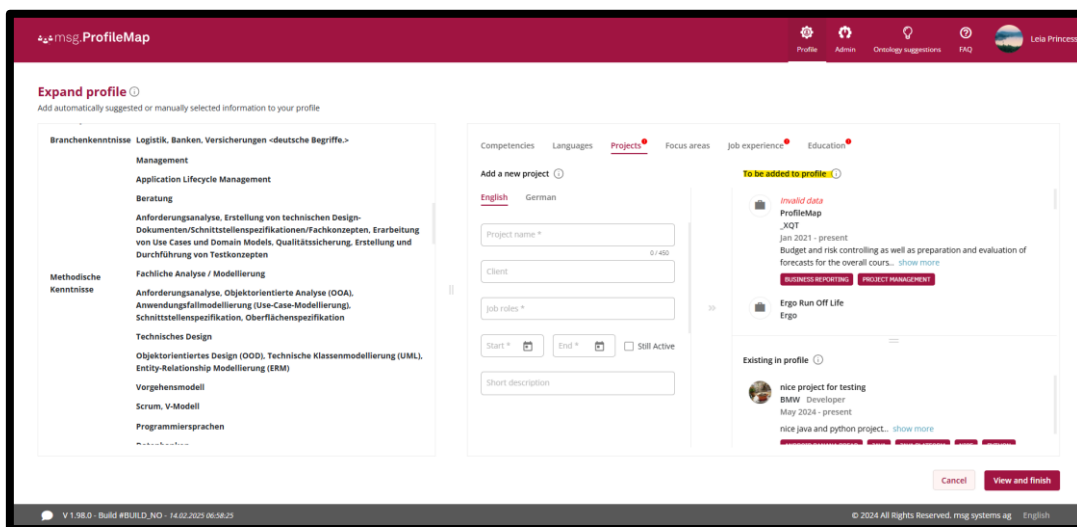 msg.ProfileMap
Profile
Admin
Ontology suggestions
FAQ
Leia Princess
Expand profile
Add automatically suggested or manually selected information to your profile
Branchenkenntnisse
Logistik, Banken, Versicherungen <deutsche Begriffe.>
Management
Application Lifecycle Management
Beratung
Anforderungsanalyse, Erstellung von technischen Design-
Dokumenten/Schnittstellenspezifikationen/Fachkonzepten, Erarbeitung
von Use Cases und Domain Models, Qualitätssicherung, Erstellung und
Durchführung von Testkonzepten
Methodische
Kenntnisse
Fachliche Analyse / Modellierung
Anforderungsanalyse, Objektorientierte Analyse (OOA),
Anwendungsfallmodellierung (Use-Case-Modellierung),
Schnittstellenspezifikation, Oberflächenspezifikation
Technisches Design
Objektorientiertes Design (OOD), Technische Klassenmodellierung (UML),
Entity-Relationship Modellierung (ERM)
Vorgehensmodell
Scrum, V-Modell
Programmiersprachen
Competencies
Languages
Projects
Focus areas
Job experience
Education
Add a new project
English
German
Project name *
0 / 450
Client
Job roles *
Start *
End *
Still Active
Short description
To be added to profile
Invalid data
ProfileMap
_XQT
Jan 2021 - present
Budget and risk controlling as well as preparation and evaluation of
forecasts for the overall cours... show more
BUSINESS REPORTING
PROJECT MANAGEMENT
Ergo Run Off Life
Ergo
Existing in profile
nice project for testing
BMW Developer
May 2024 - present
nice java and python project... show more
Cancel
View and finish
V 1.98.0 - Build #BUILD_NO - 14.02.2025 06:58:25
© 2024 All Rights Reserved. msg systems ag
English